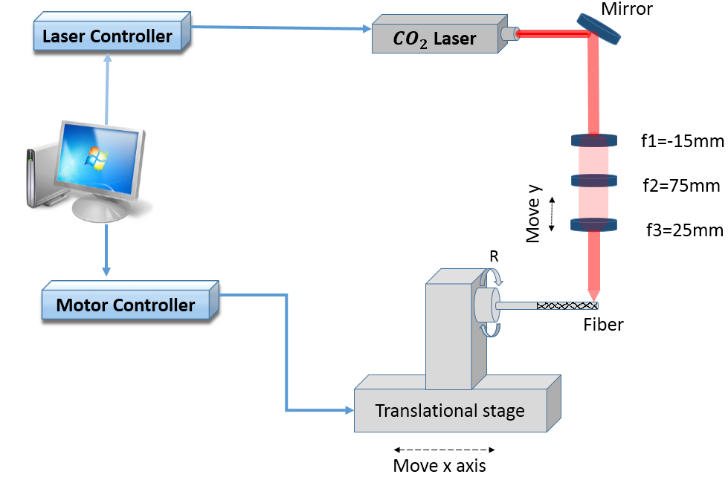 Mirror
Laser Controller
CO₂ Laser
f1=-15mm
f2=75mm
Move y
f3=25mm
R
Motor Controller
Fiber
Translational stage
Move x axis